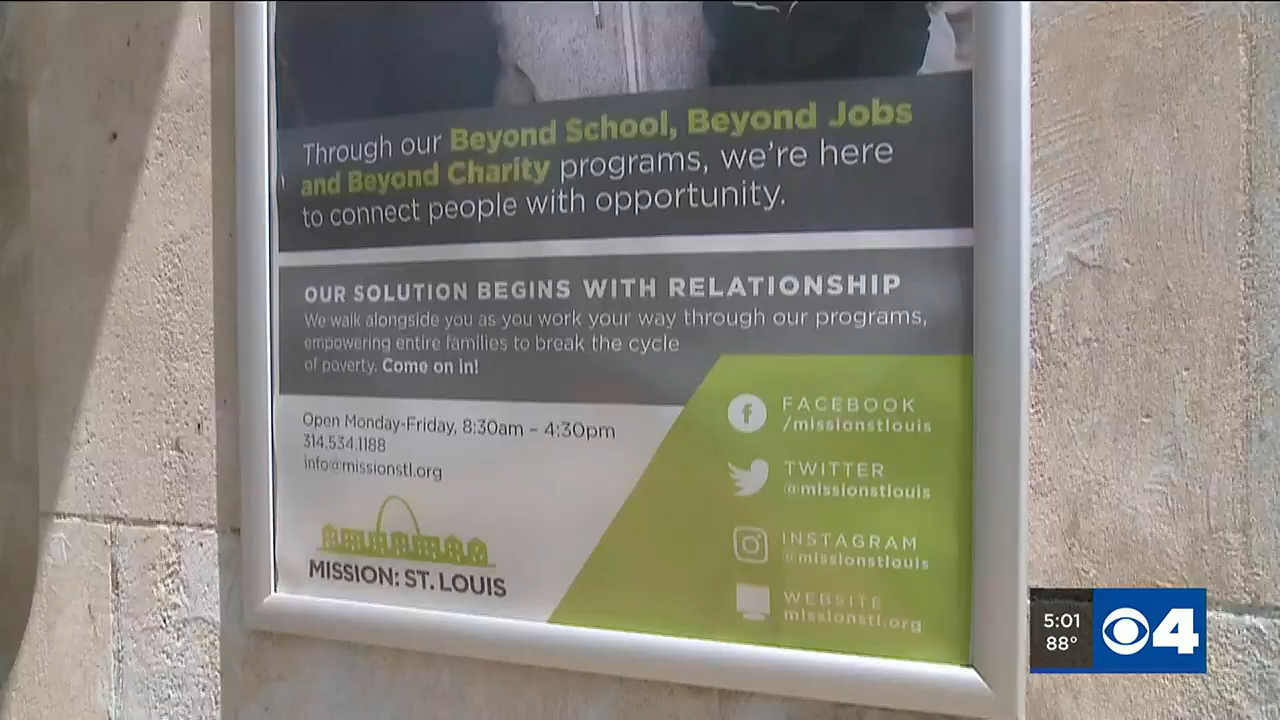 Through our Beyond School, Beyond Jobs
and Beyond Charity programs, we're here
to connect people with opportunity.
OUR SOLUTION BEGINS WITH RELATIONSHIP
We walk alongside you as you work your way through our programs,
empowering entire families to break the cycle
of poverty. Come on in!
Open Monday-Friday, 8:30am – 4:30pm
314.534.1188
info@missionstl.org
MISSION: ST. LOUIS
FACEBOOK
/missionstlouis
TWITTER
@missionstlouis
INSTAGRAM
@missionstlouis
WEBSITE
missionstl.org
5:01
88°
4